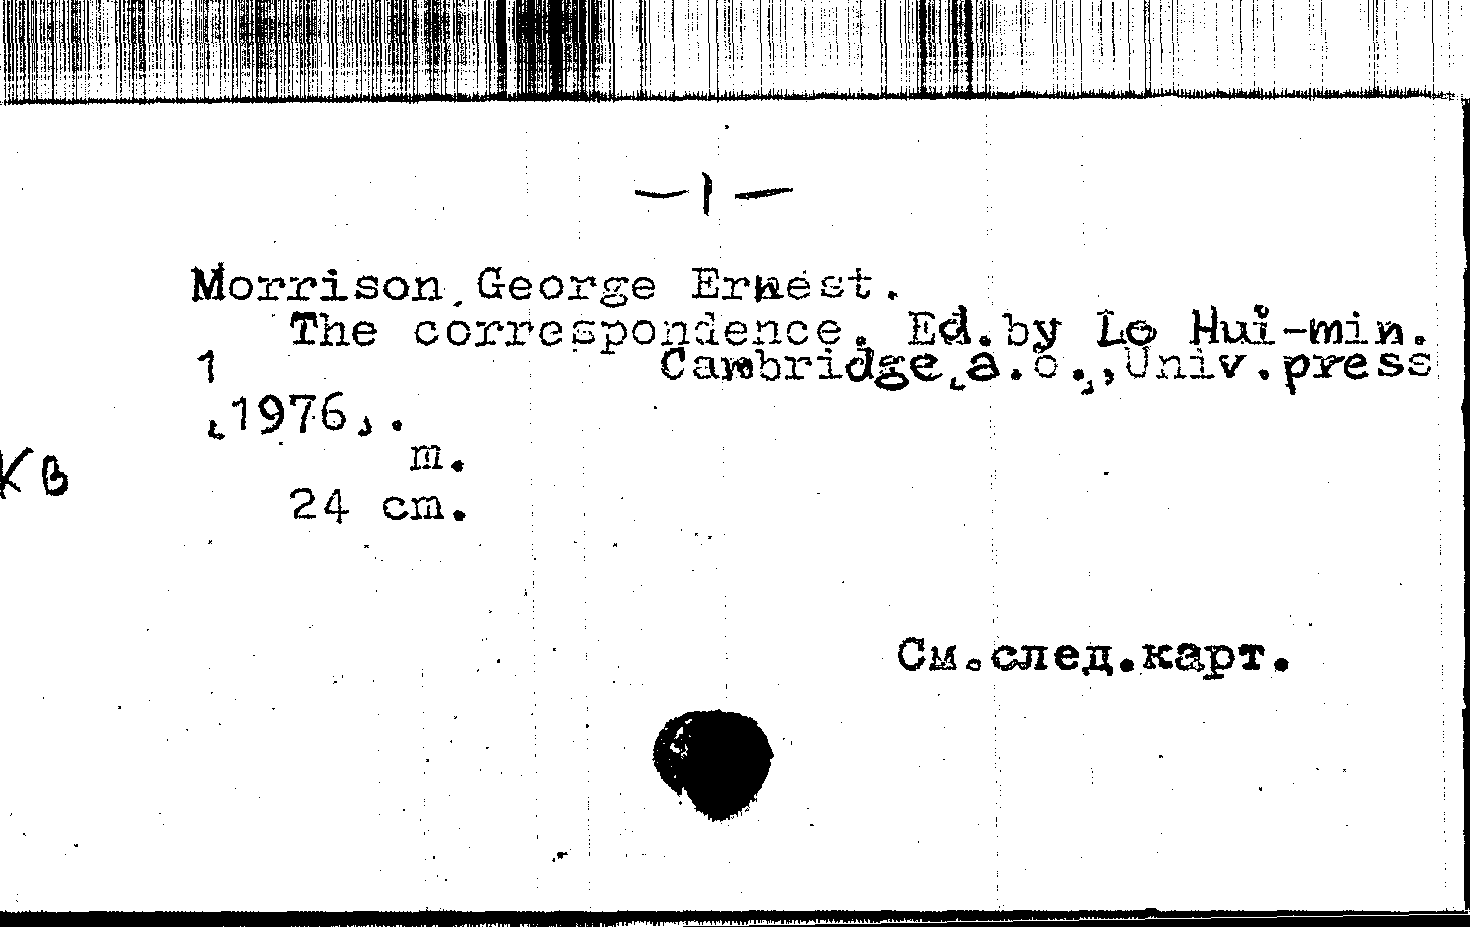 —1—
Morrison George Ernest.
The correspondence. Ed.by Lo Hui-min.
1 Cambridge [a.o.], Univ.press
[1976].
m.
24 cm.
КВ
См.след.карт.